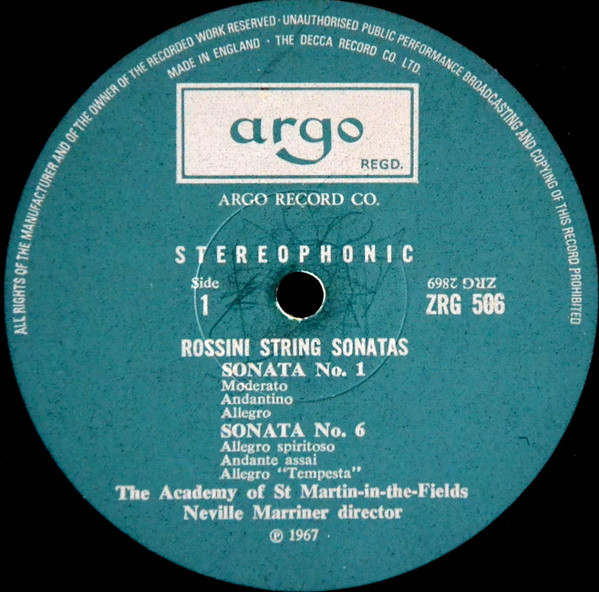 ALL RIGHTS OF THE MANUFACTURER AND OF THE OWNER OF THE RECORDED WORK RESERVED · UNAUTHORISED PUBLIC PERFORMANCE BROADCASTING AND COPYING OF THIS RECORD PROHIBITED
MADE IN ENGLAND · THE DECCA RECORD CO. LTD.
argo
REGD.
ARGO RECORD CO.
STEREOPHONIC
Side
1
ZRG 2869
ZRG 506
ROSSINI STRING SONATAS
SONATA No. 1
Moderato
Andantino
Allegro
SONATA No. 6
Allegro spiritoso
Andante assai
Allegro "Tempesta"
The Academy of St Martin-in-the-Fields
Neville Marriner director
℗ 1967